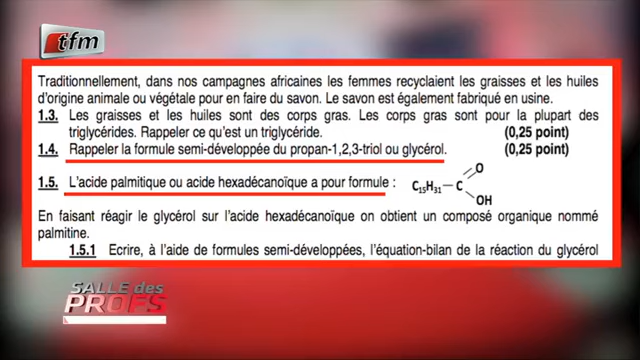 tfm
Traditionnellement, dans nos campagnes africaines les femmes recyclaient les graisses et les huiles
d'origine animale ou végétale pour en faire du savon. Le savon est également fabriqué en usine.
1.3. Les graisses et les huiles sont des corps gras. Les corps gras sont pour la plupart des
triglycérides. Rappeler ce qu'est un triglycéride. (0,25 point)
1.4. Rappeler la formule semi-développée du propan-1,2,3-triol ou glycérol. (0,25 point)
1.5. L'acide palmitique ou acide hexadécanoïque a pour formule : C15H31 — C
O
OH
En faisant réagir le glycérol sur l'acide hexadécanoïque on obtient un composé organique nommé
palmitine.
1.5.1 Ecrire, à l'aide de formules semi-développées, l'équation-bilan de la réaction du glycérol
SALLE des
PROFS